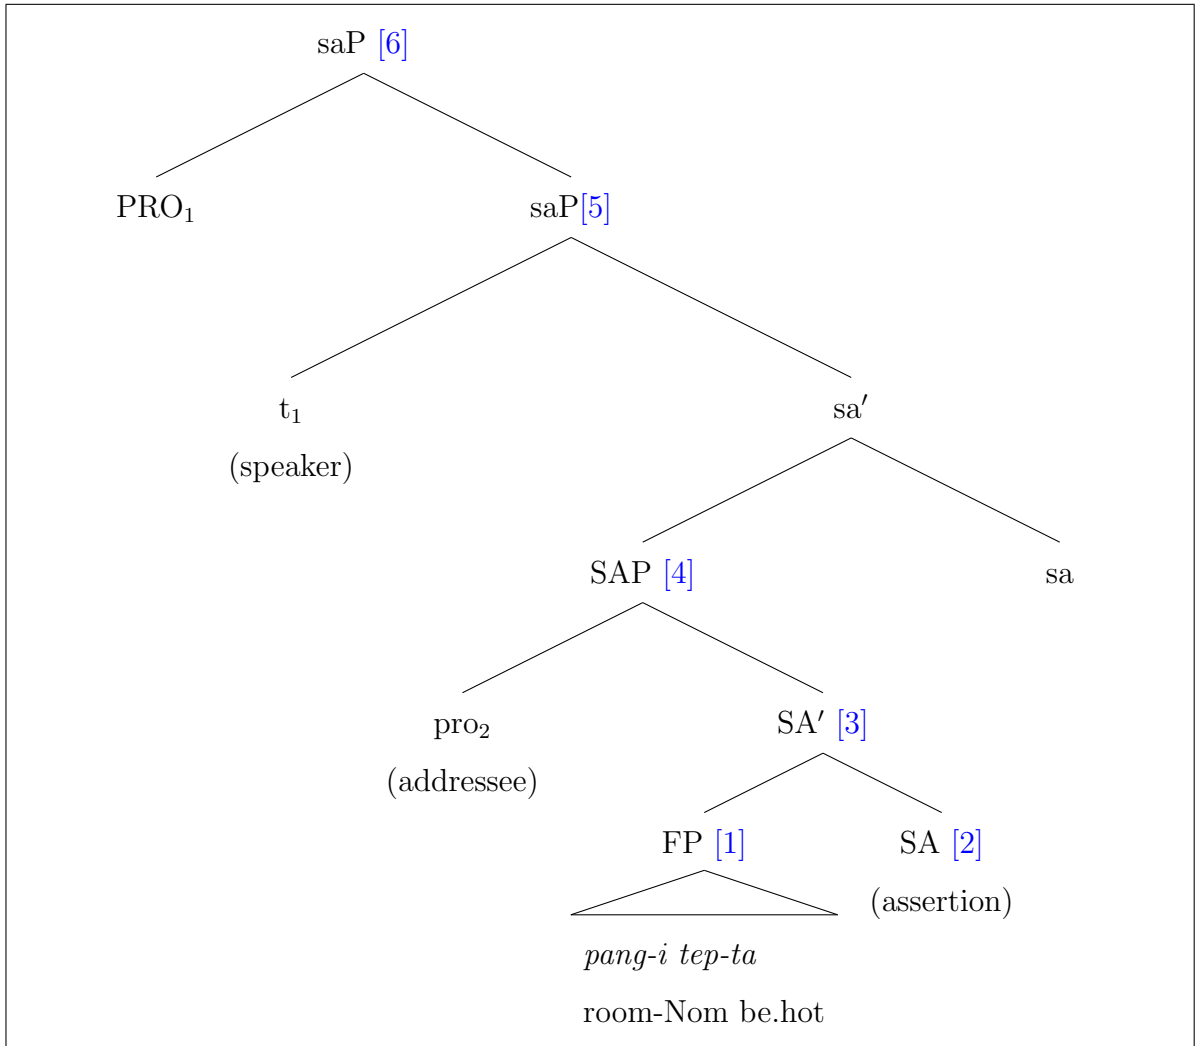 saP [6]
PRO₁ saP[5]
t₁ sa′
(speaker)
SAP [4] sa
pro₂ SA′ [3]
(addressee)
FP [1] SA [2]
(assertion)
pang-i tep-ta
room-Nom be.hot